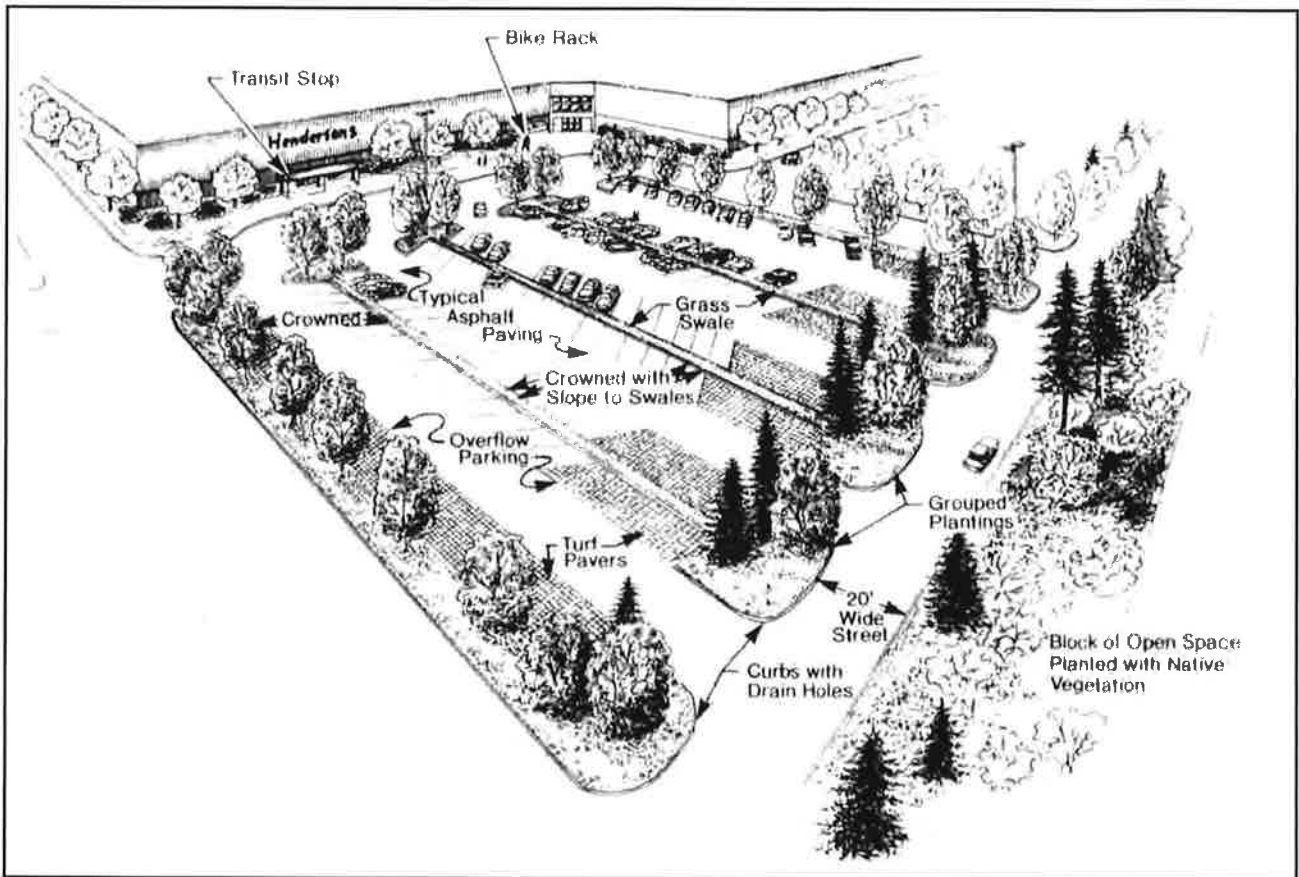 Bike Rack
Transit Stop
Hendersons
Typical
Asphalt
Paving
Crowned
Grass
Swale
Crowned with
Slope to Swales
Overflow
Parking
Grouped
Plantings
Turf
Pavers
20'
Wide
Street
Block of Open Space
Planted with Native
Vegetation
Curbs with
Drain Holes